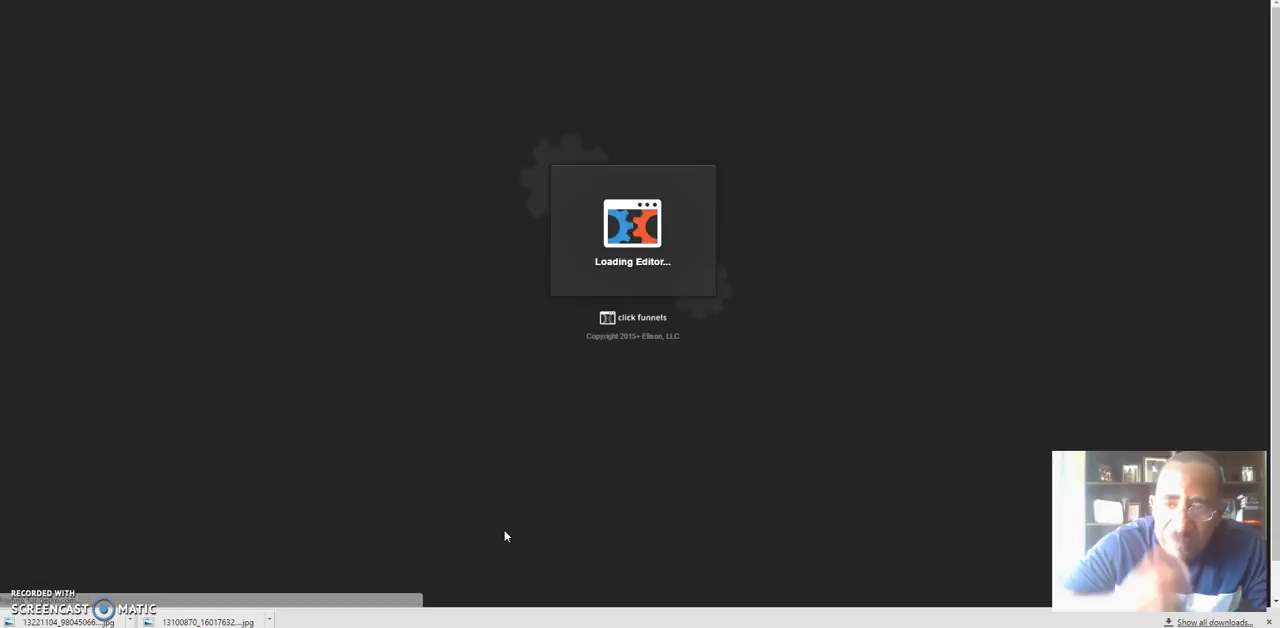 Loading Editor...
click funnels
Copyright 2015+ Etison, LLC
RECORDED WITH
SCREENCAST MATIC
13221104_98045066....jpg
13100870_16017632....jpg
Show all downloads...